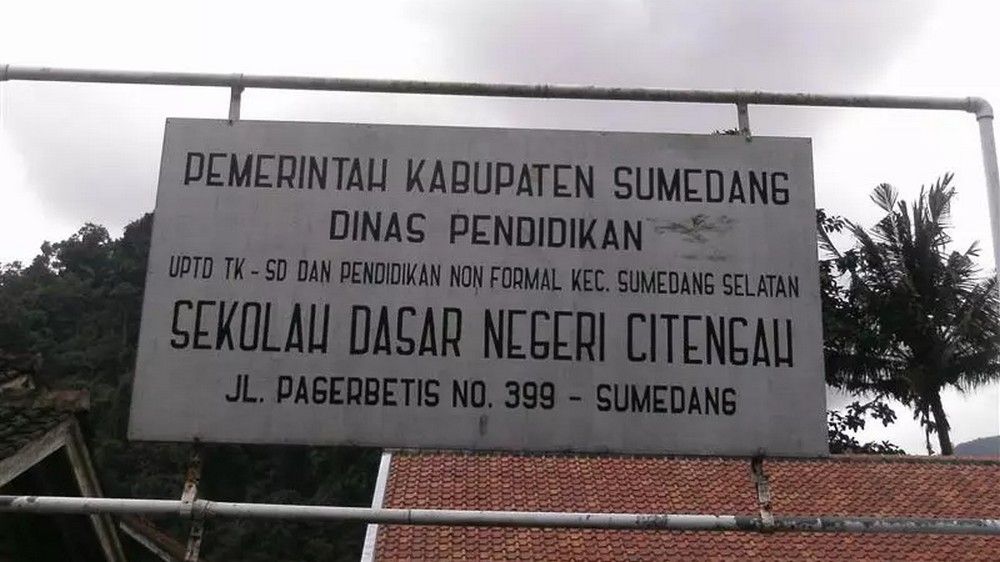 PEMERINTAH KABUPATEN SUMEDANG
DINAS PENDIDIKAN
UPTD TK - SD DAN PENDIDIKAN NON FORMAL KEC. SUMEDANG SELATAN
SEKOLAH DASAR NEGERI CITENGAH
JL. PAGERBETIS NO. 399 - SUMEDANG